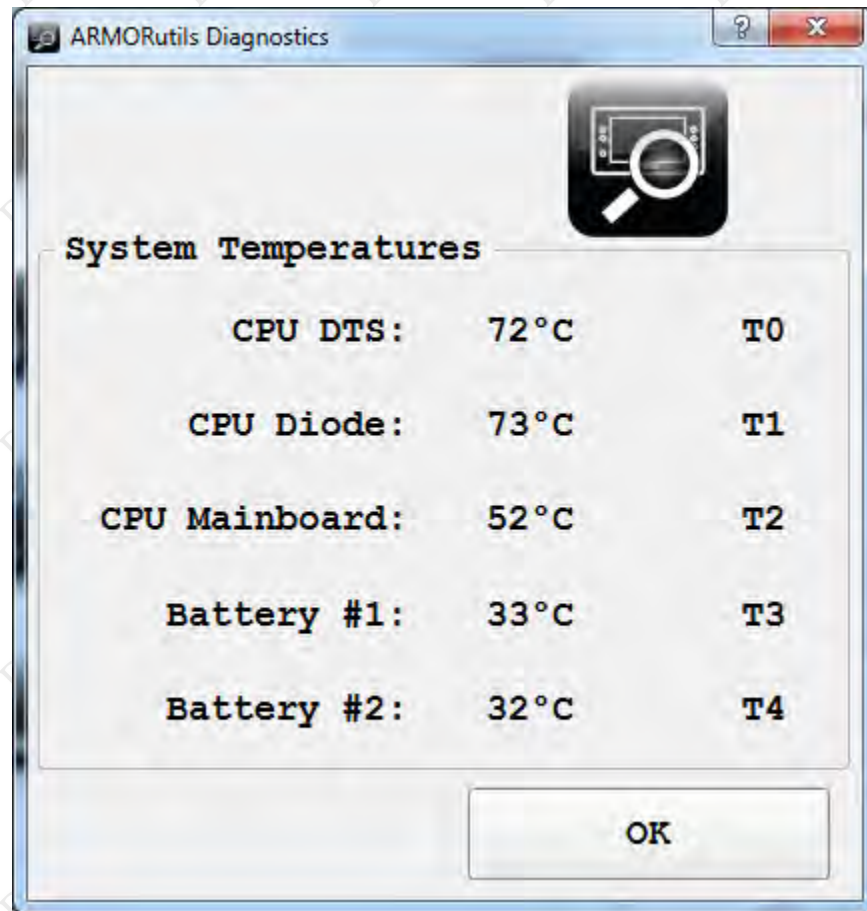 ARMORutils Diagnostics
?
System Temperatures
CPU DTS: 72°C T0
CPU Diode: 73°C T1
CPU Mainboard: 52°C T2
Battery #1: 33°C T3
Battery #2: 32°C T4
OK